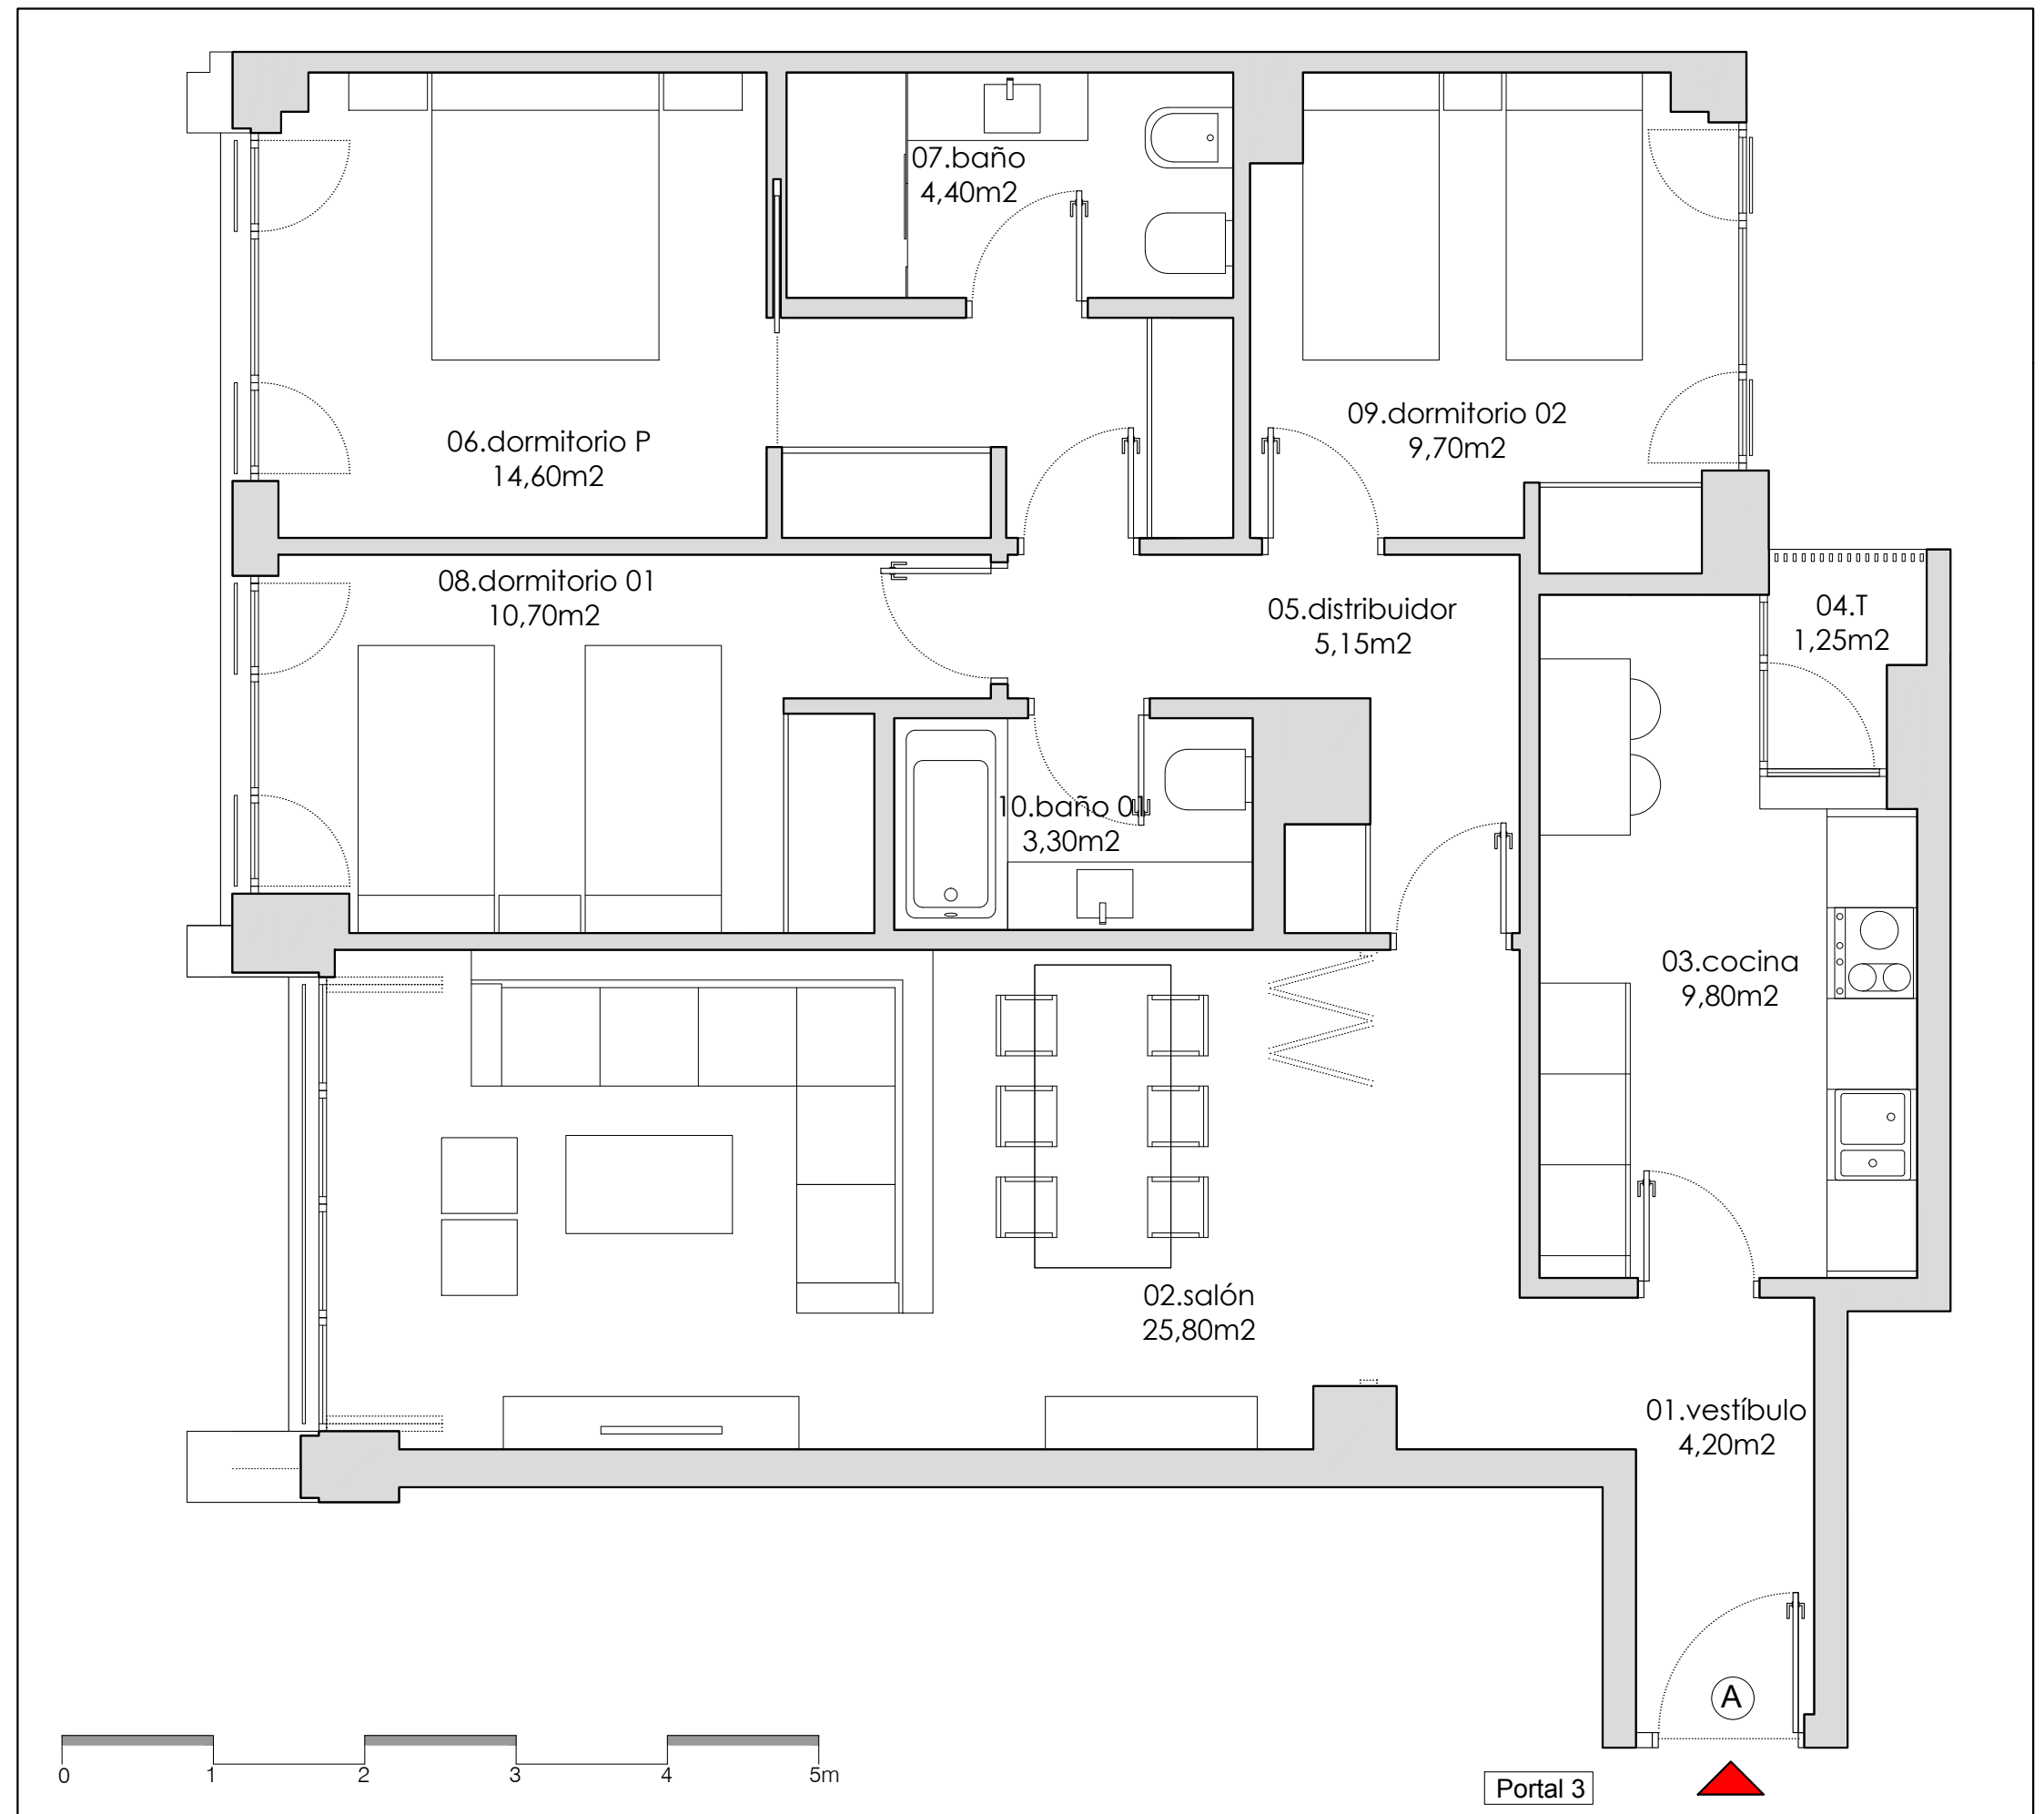 07.baño
4,40m2
09.dormitorio 02
9,70m2
06.dormitorio P
14,60m2
08.dormitorio 01
10,70m2
05.distribuidor
5,15m2
04.T
1,25m2
10.baño 01
3,30m2
03.cocina
9,80m2
02.salón
25,80m2
01.vestíbulo
4,20m2
A
0 1 2 3 4 5m
Portal 3